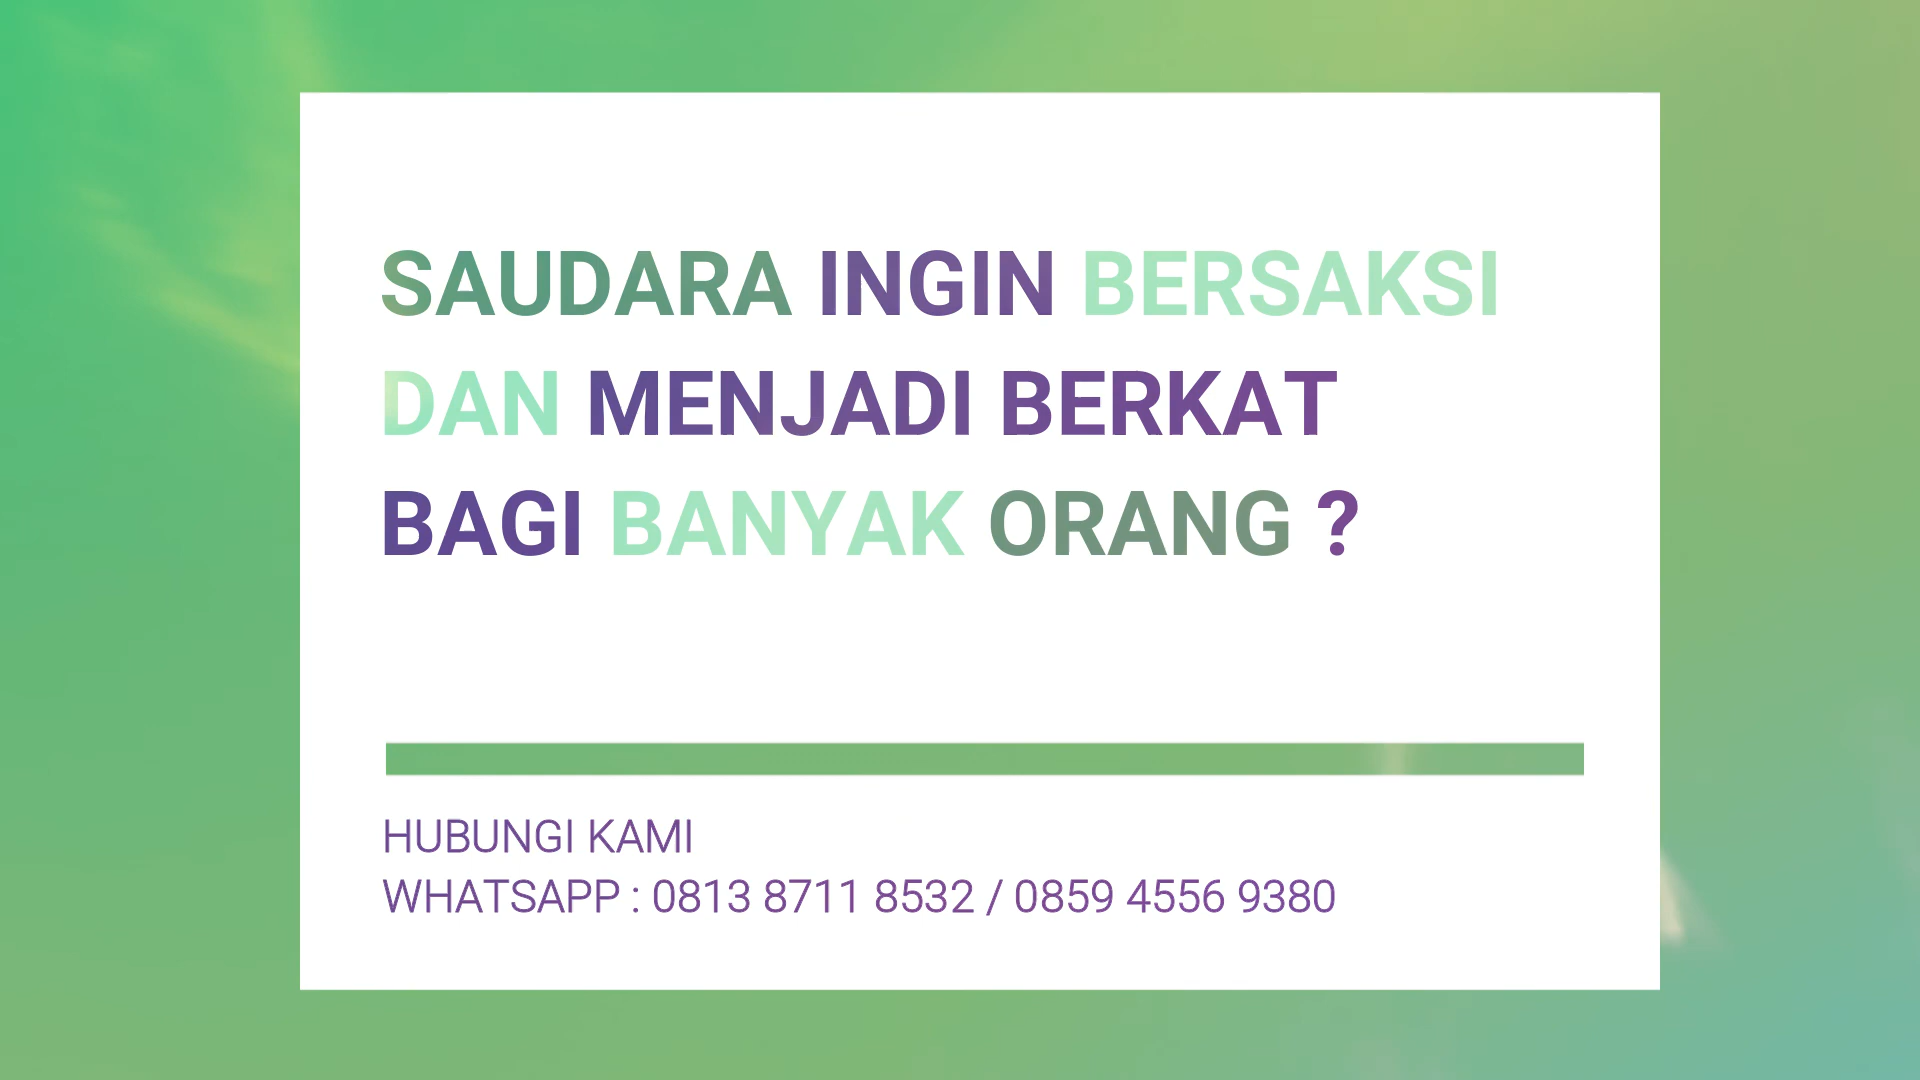 SAUDARA INGIN BERSAKSI
DAN MENJADI BERKAT
BAGI BANYAK ORANG ?
HUBUNGI KAMI
WHATSAPP : 0813 8711 8532 / 0859 4556 9380